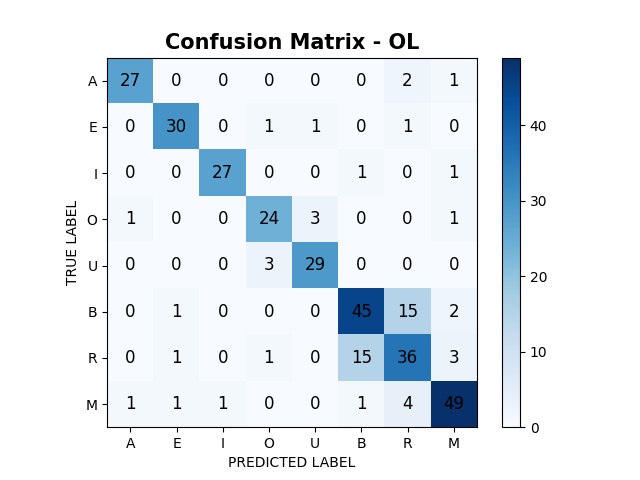 Confusion Matrix - OL
A 27 0 0 0 0 0 2 1
E 0 30 0 1 1 0 1 0
I 0 0 27 0 0 1 0 1
O 1 0 0 24 3 0 0 1
U 0 0 0 3 29 0 0 0
B 0 1 0 0 0 45 15 2
R 0 1 0 1 0 15 36 3
M 1 1 1 0 0 1 4 49
A E I O U B R M
PREDICTED LABEL
TRUE LABEL
40
30
20
10
0